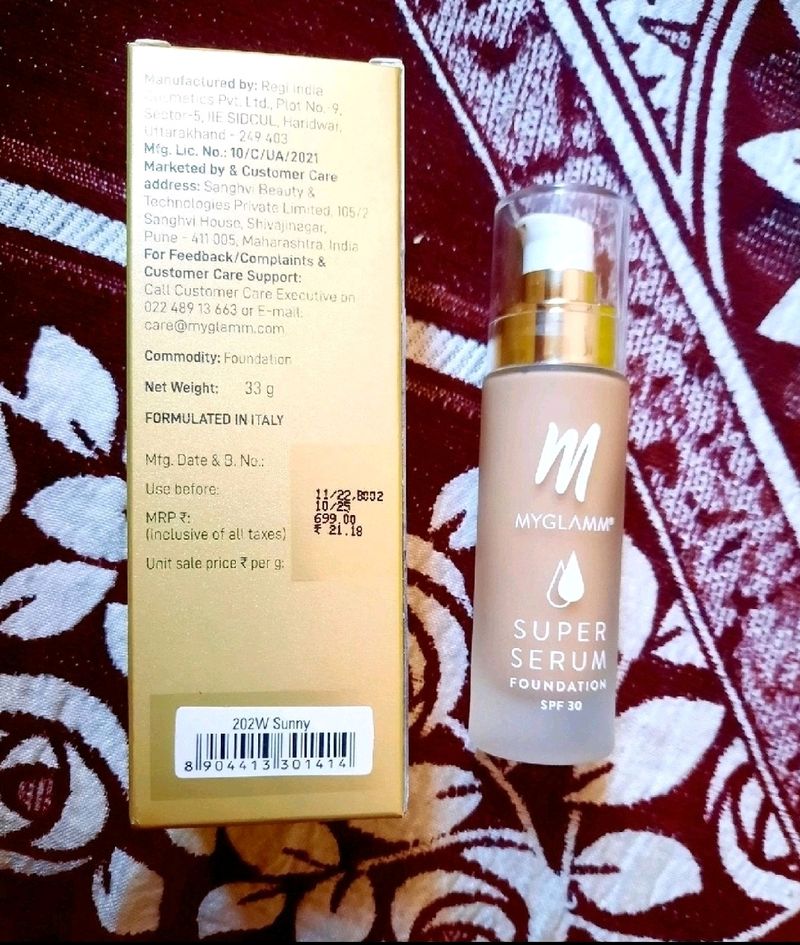 Manufactured by: Regi India
Cosmetics Pvt. Ltd., Plot No.-9,
Sector-5, IIE SIDCUL, Haridwar,
Uttarakhand - 249 403
Mfg. Lic. No.: 10/C/UA/2021
Marketed by & Customer Care
address: Sanghvi Beauty &
Technologies Private Limited, 105/2
Sanghvi House, Shivajinagar,
Pune - 411 005, Maharashtra, India
For Feedback/Complaints &
Customer Care Support:
Call Customer Care Executive on
022 489 13 663 or E-mail:
care@myglamm.com
Commodity: Foundation
Net Weight: 33 g
FORMULATED IN ITALY
Mfg. Date & B. No.:
Use before:
MRP ₹:
(inclusive of all taxes)
Unit sale price ₹ per g:
11/22,B002
10/25
699.00
₹ 21.18
202W Sunny
8 904413 301414
M
MYGLAMM®
SUPER
SERUM
FOUNDATION
SPF 30